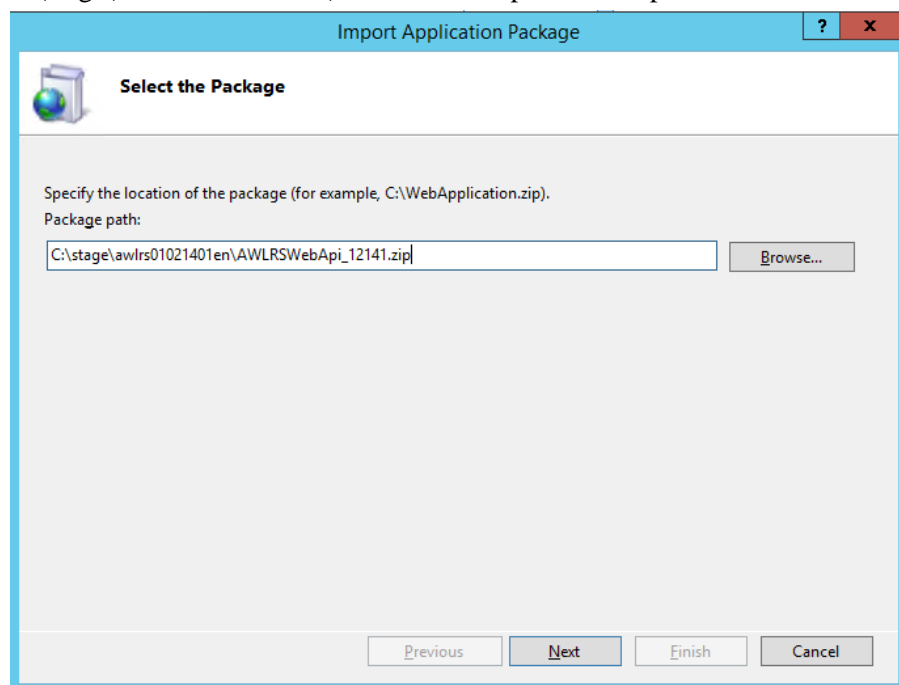 Import Application Package
? x
Select the Package
Specify the location of the package (for example, C:\WebApplication.zip).
Package path:
C:\stage\awlrs01021401en\AWLRSWebApi_12141.zip
Browse...
Previous Next Finish Cancel